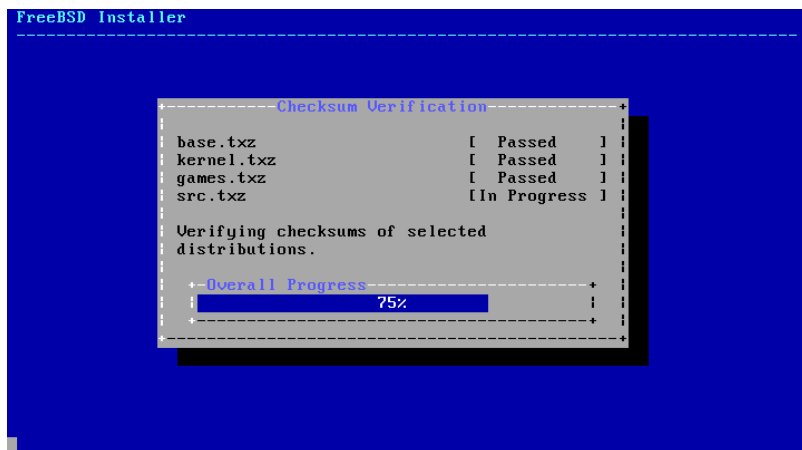 FreeBSD Installer
Checksum Verification
base.txz [ Passed ]
kernel.txz [ Passed ]
games.txz [ Passed ]
src.txz [In Progress ]
Verifying checksums of selected
distributions.
Overall Progress
75%